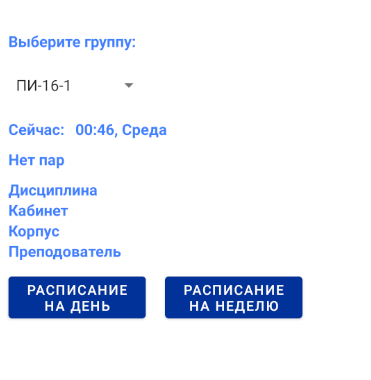 Выберите группу:
ПИ-16-1
Сейчас: 00:46, Среда
Нет пар
Дисциплина
Кабинет
Корпус
Преподователь
РАСПИСАНИЕ
НА ДЕНЬ
РАСПИСАНИЕ
НА НЕДЕЛЮ